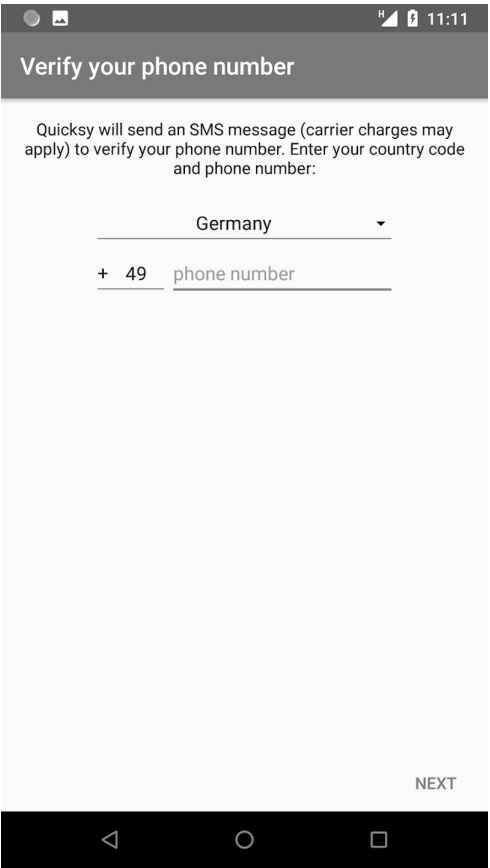 H 11:11
Verify your phone number
Quicksy will send an SMS message (carrier charges may
apply) to verify your phone number. Enter your country code
and phone number:
Germany
+ 49 phone number
NEXT